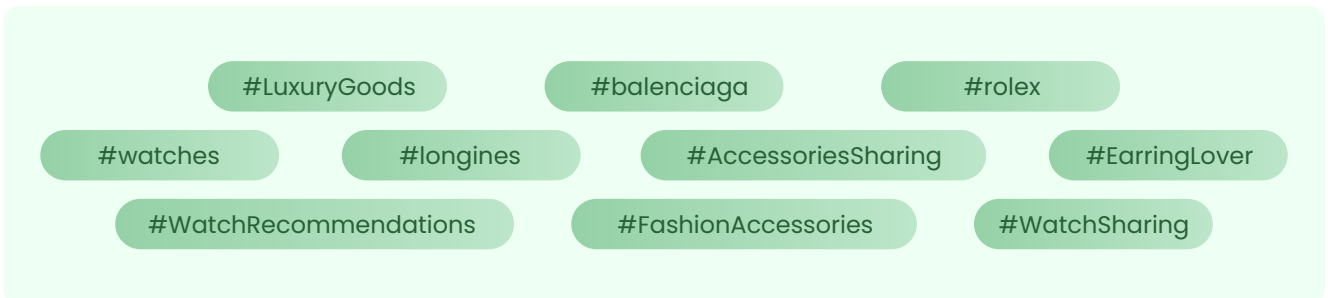 #LuxuryGoods #balenciaga #rolex
#watches #longines #AccessoriesSharing #EarringLover
#WatchRecommendations #FashionAccessories #WatchSharing